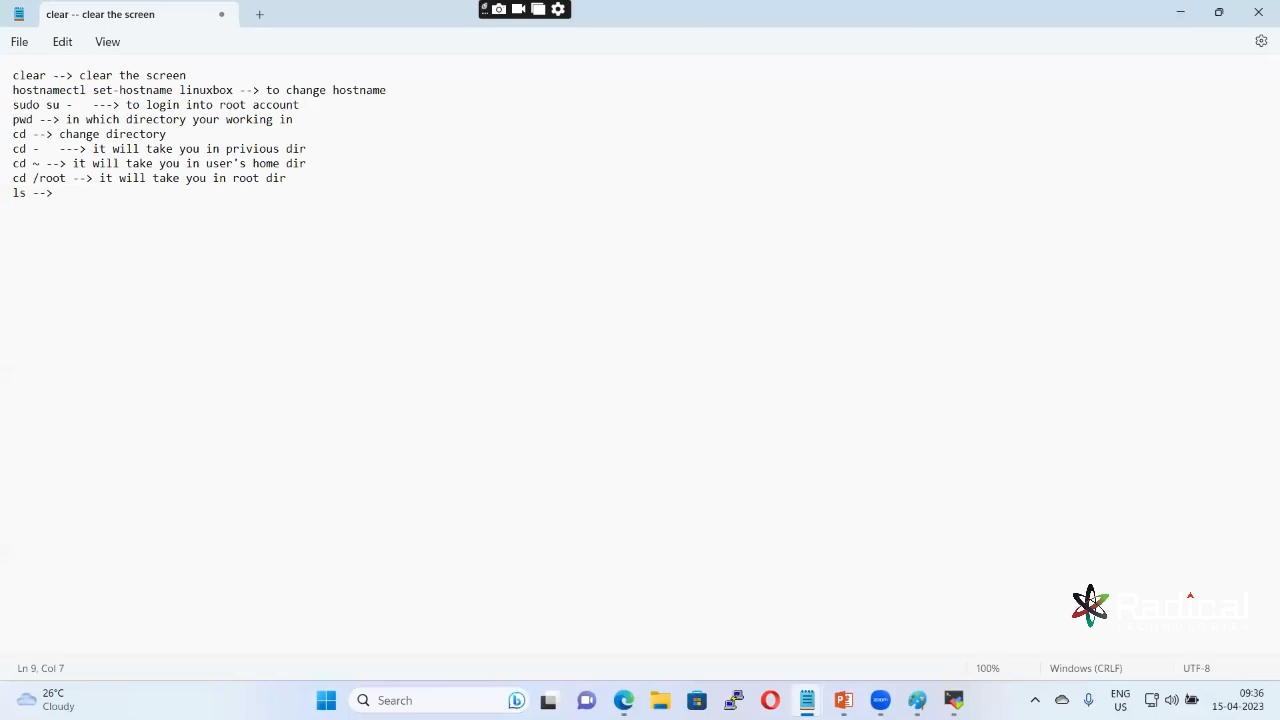 clear -- clear the screen
File Edit View
clear --> clear the screen
hostnamectl set-hostname linuxbox --> to change hostname
sudo su -   ---> to login into root account
pwd --> in which directory your working in
cd --> change directory
cd -   ---> it will take you in privious dir
cd ~ --> it will take you in user's home dir
cd /root --> it will take you in root dir
ls -->
Radical
TECHNOLOGIES
Ln 9, Col 7 100% Windows (CRLF) UTF-8
26°C
Cloudy
Search
ENG
US
15-04-2023